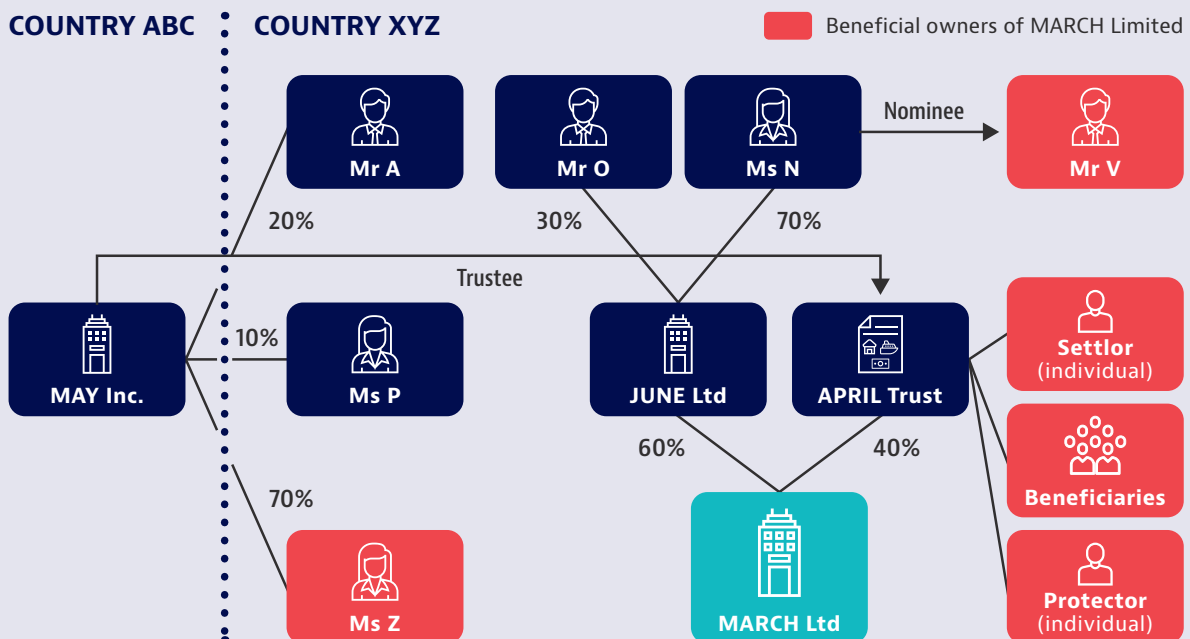 COUNTRY ABC
COUNTRY XYZ
Beneficial owners of MARCH Limited
Mr A
Mr O
Ms N
Nominee
Mr V
20%
30%
70%
Trustee
MAY Inc.
10%
Ms P
JUNE Ltd
APRIL Trust
Settlor
(individual)
60%
40%
Beneficiaries
70%
Ms Z
MARCH Ltd
Protector
(individual)